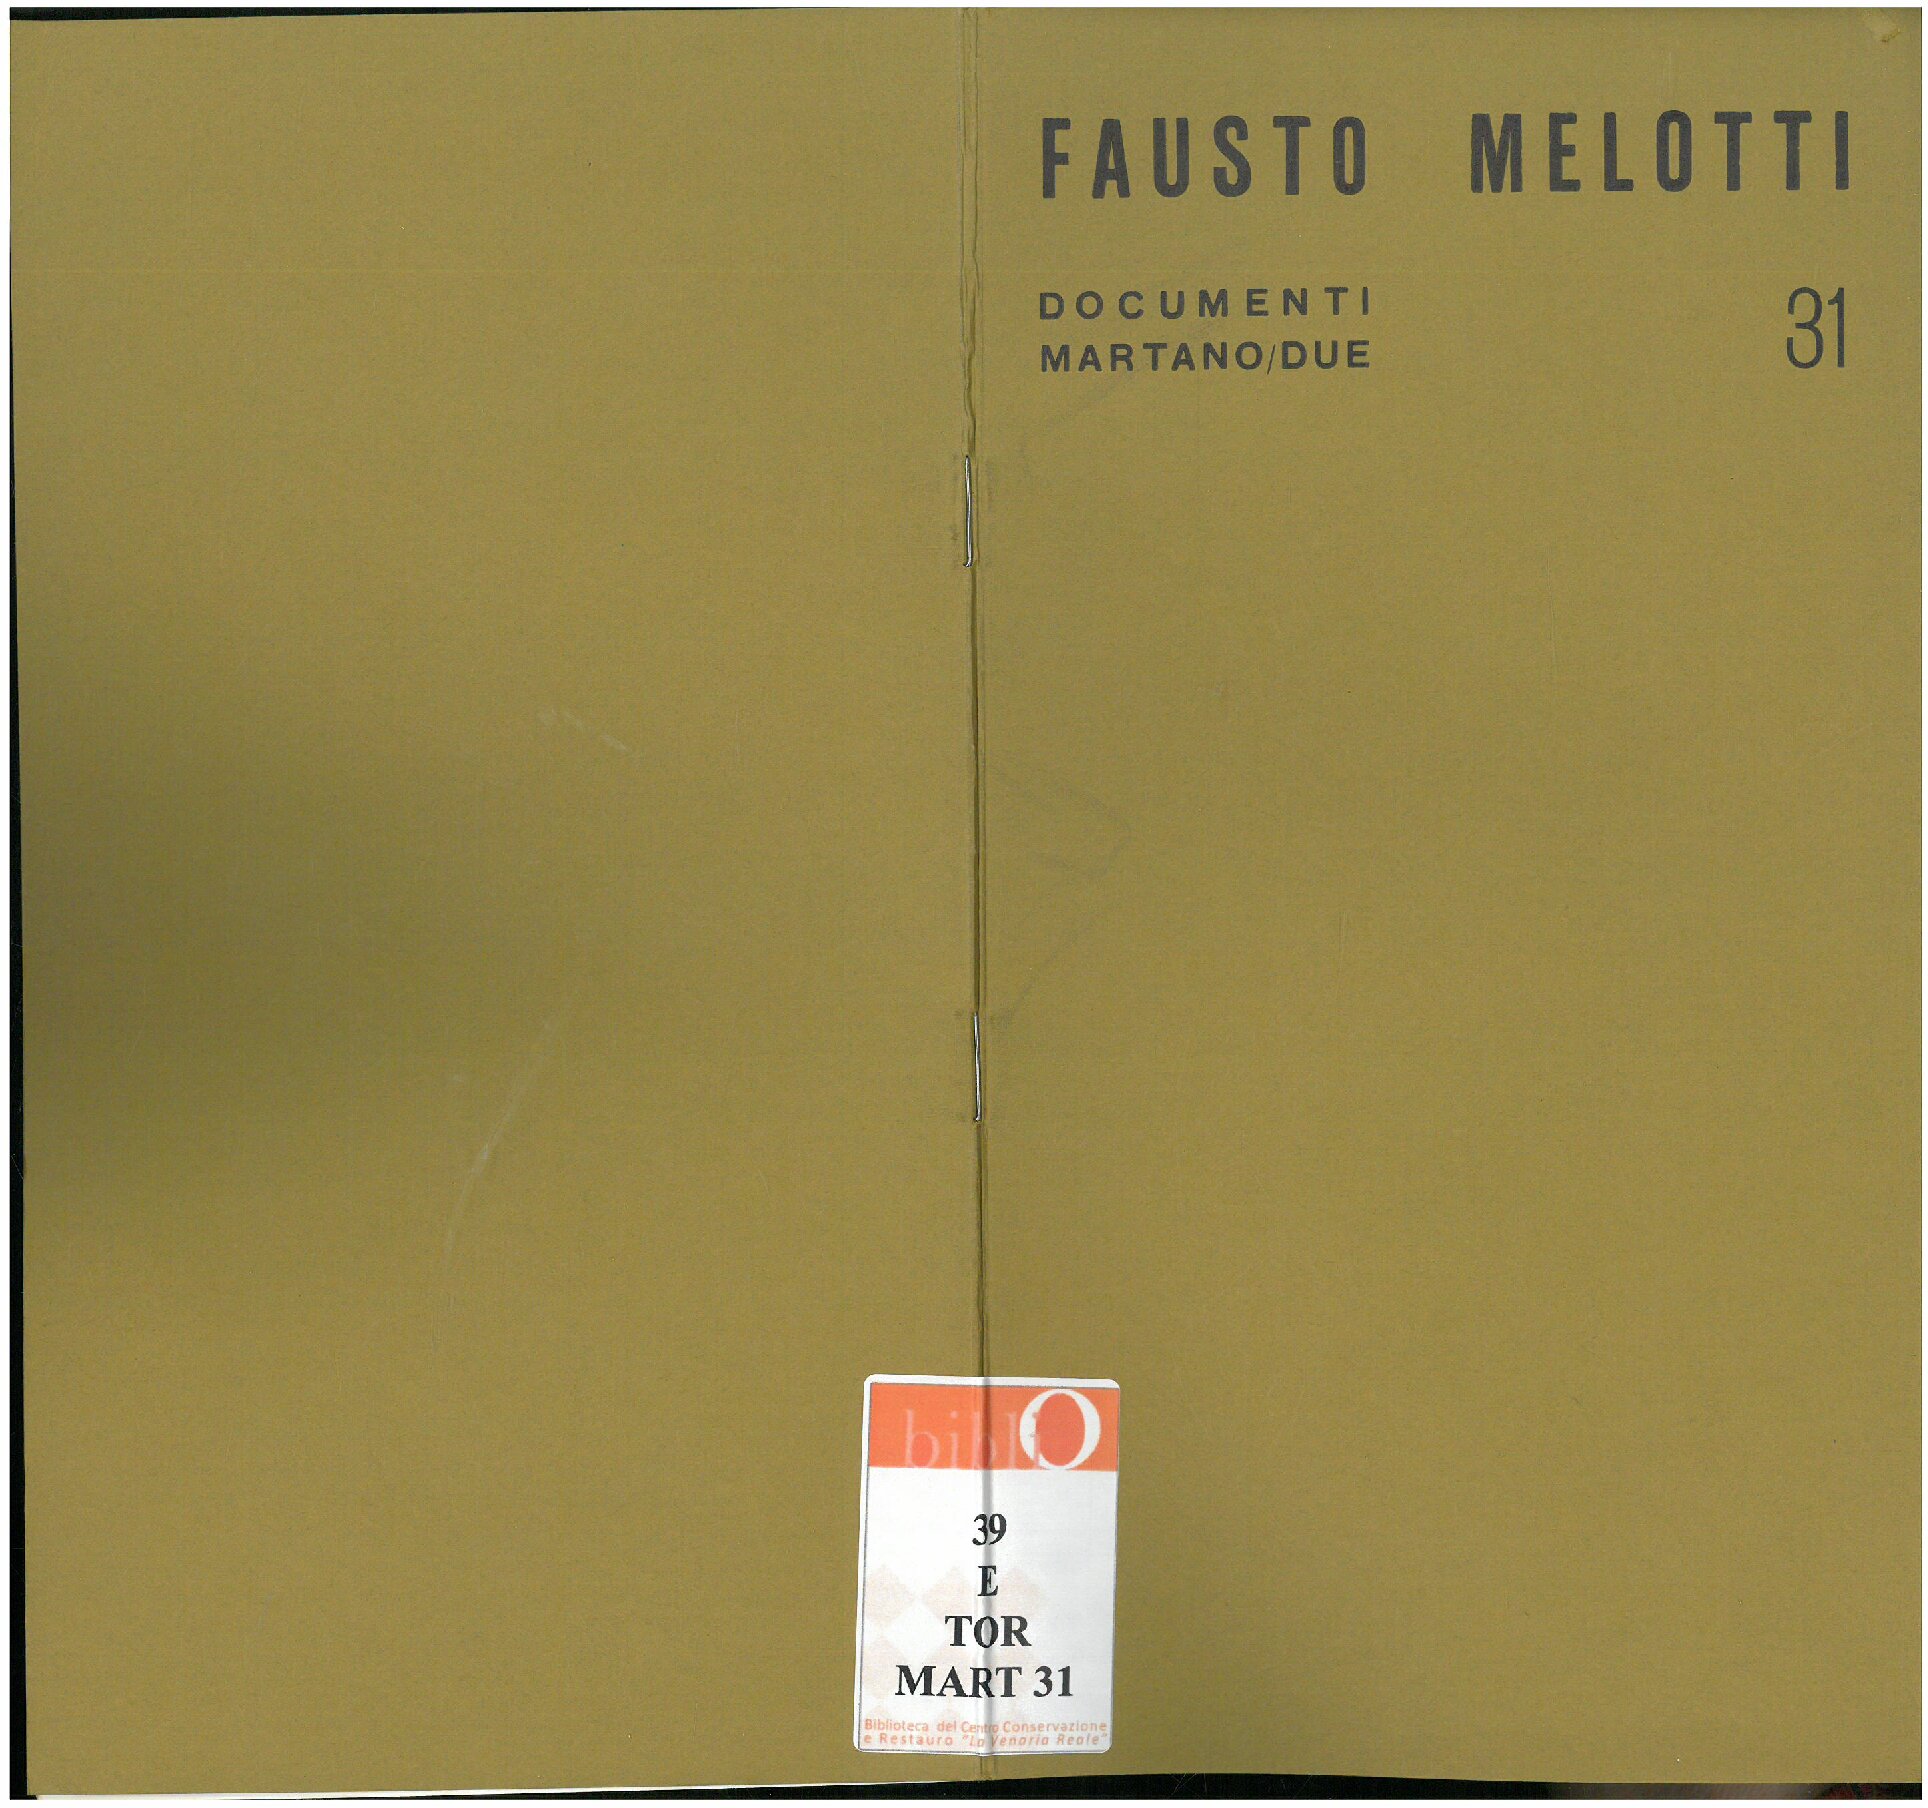 FAUSTO MELOTTI
DOCUMENTI
MARTANO/DUE
31
bibliO
39
E
TOR
MART 31
Biblioteca del Centro Conservazione
e Restauro "La Venaria Reale"